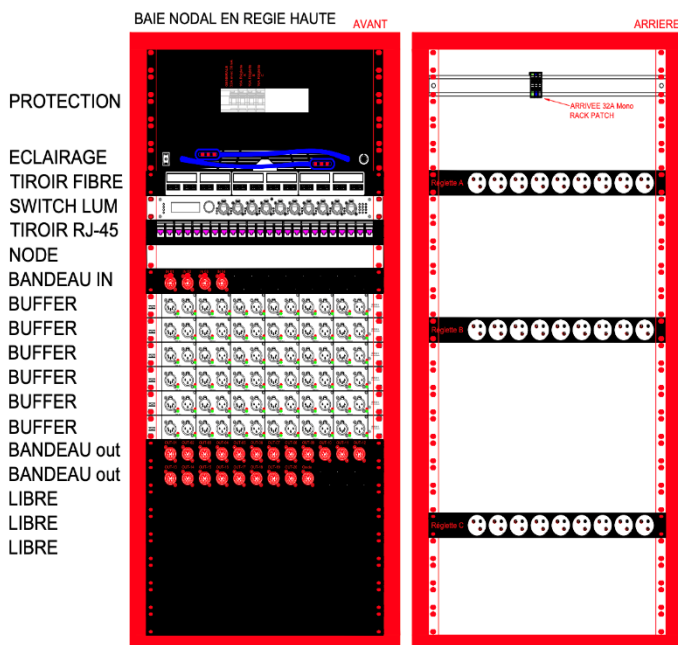 BAIE NODAL EN REGIE HAUTE
AVANT
ARRIERE
PROTECTION
ARRIVEE 32A Mono
RACK PATCH
ECLAIRAGE
TIROIR FIBRE
Réglette A
SWITCH LUM
TIROIR RJ-45
NODE
BANDEAU IN
BUFFER
BUFFER
Réglette B
BUFFER
BUFFER
BUFFER
BUFFER
BANDEAU out
BANDEAU out
LIBRE
LIBRE
Réglette C
LIBRE